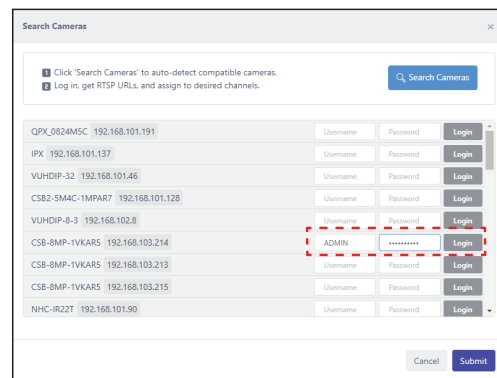 Search Cameras ×
1 Click 'Search Cameras' to auto-detect compatible cameras.
2 Log in, get RTSP URLs, and assign to desired channels.
Search Cameras
QPX_0824M5C 192.168.101.191 Username Password Login
IPX 192.168.101.137 Username Password Login
VUHDIP-32 192.168.101.46 Username Password Login
CSB2-5M4C-1MPAR7 192.168.101.128 Username Password Login
VUHDIP-8-3 192.168.102.8 Username Password Login
CSB-8MP-1VKAR5 192.168.103.214 ADMIN •••••••••• Login
CSB-8MP-1VKAR5 192.168.103.213 Username Password Login
CSB-8MP-1VKAR5 192.168.103.215 Username Password Login
NHC-IR22T 192.168.101.90 Username Password Login
Cancel Submit